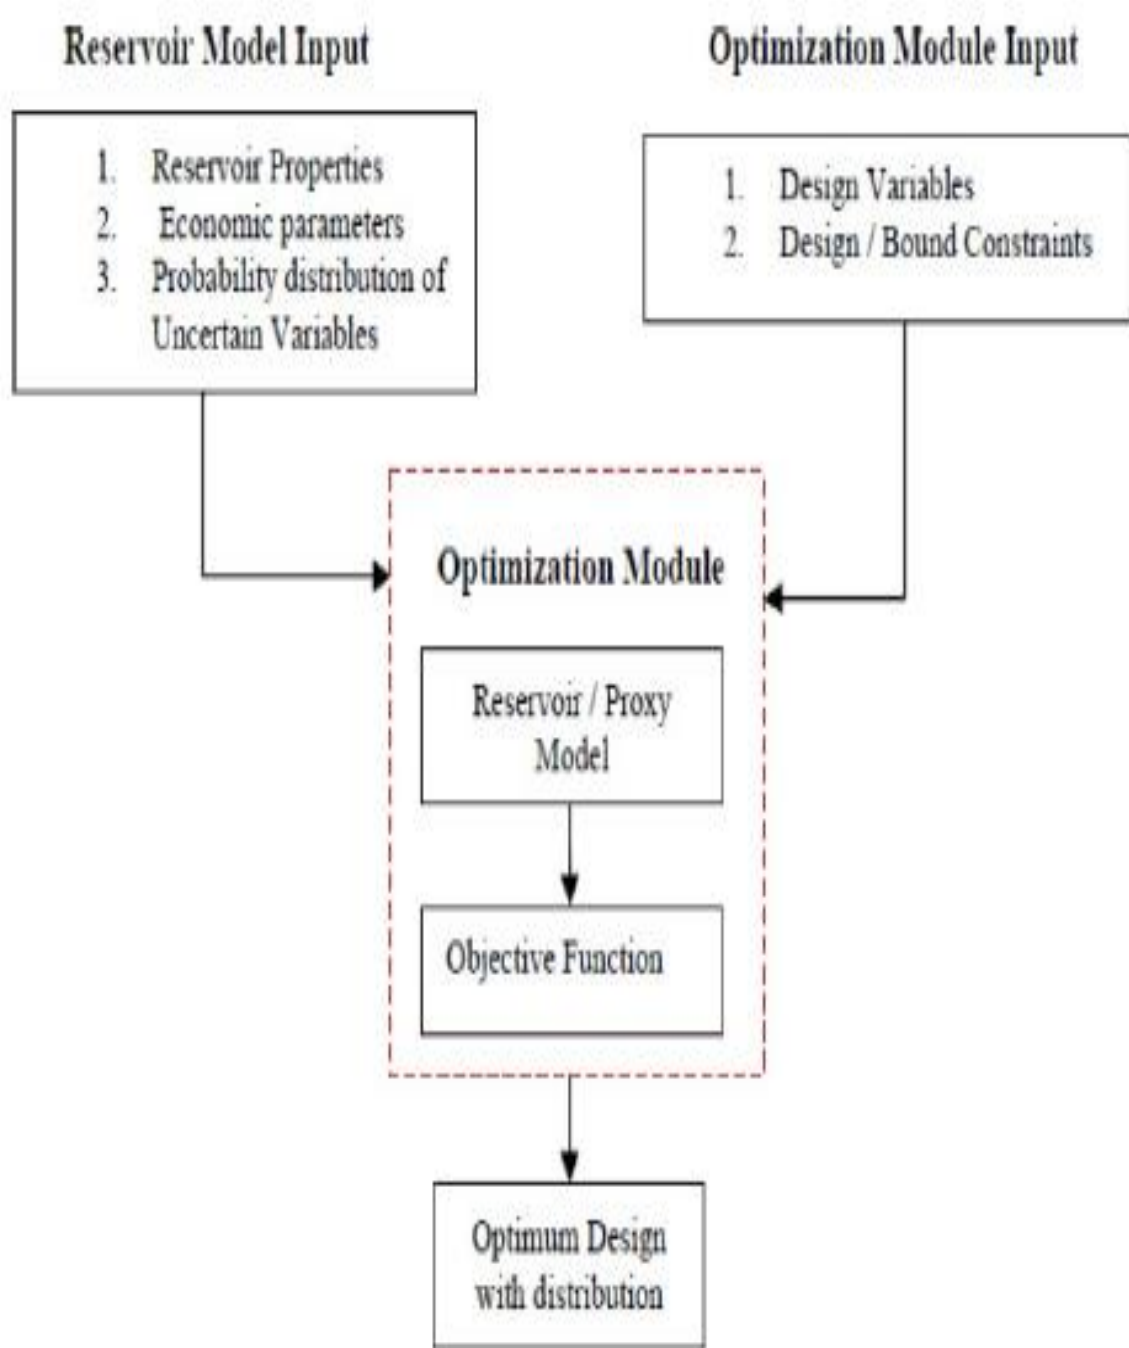 Reservoir Model Input
1. Reservoir Properties
2. Economic parameters
3. Probability distribution of
Uncertain Variables
Optimization Module Input
1. Design Variables
2. Design / Bound Constraints
Optimization Module
Reservoir / Proxy
Model
Objective Function
Optimum Design
with distribution